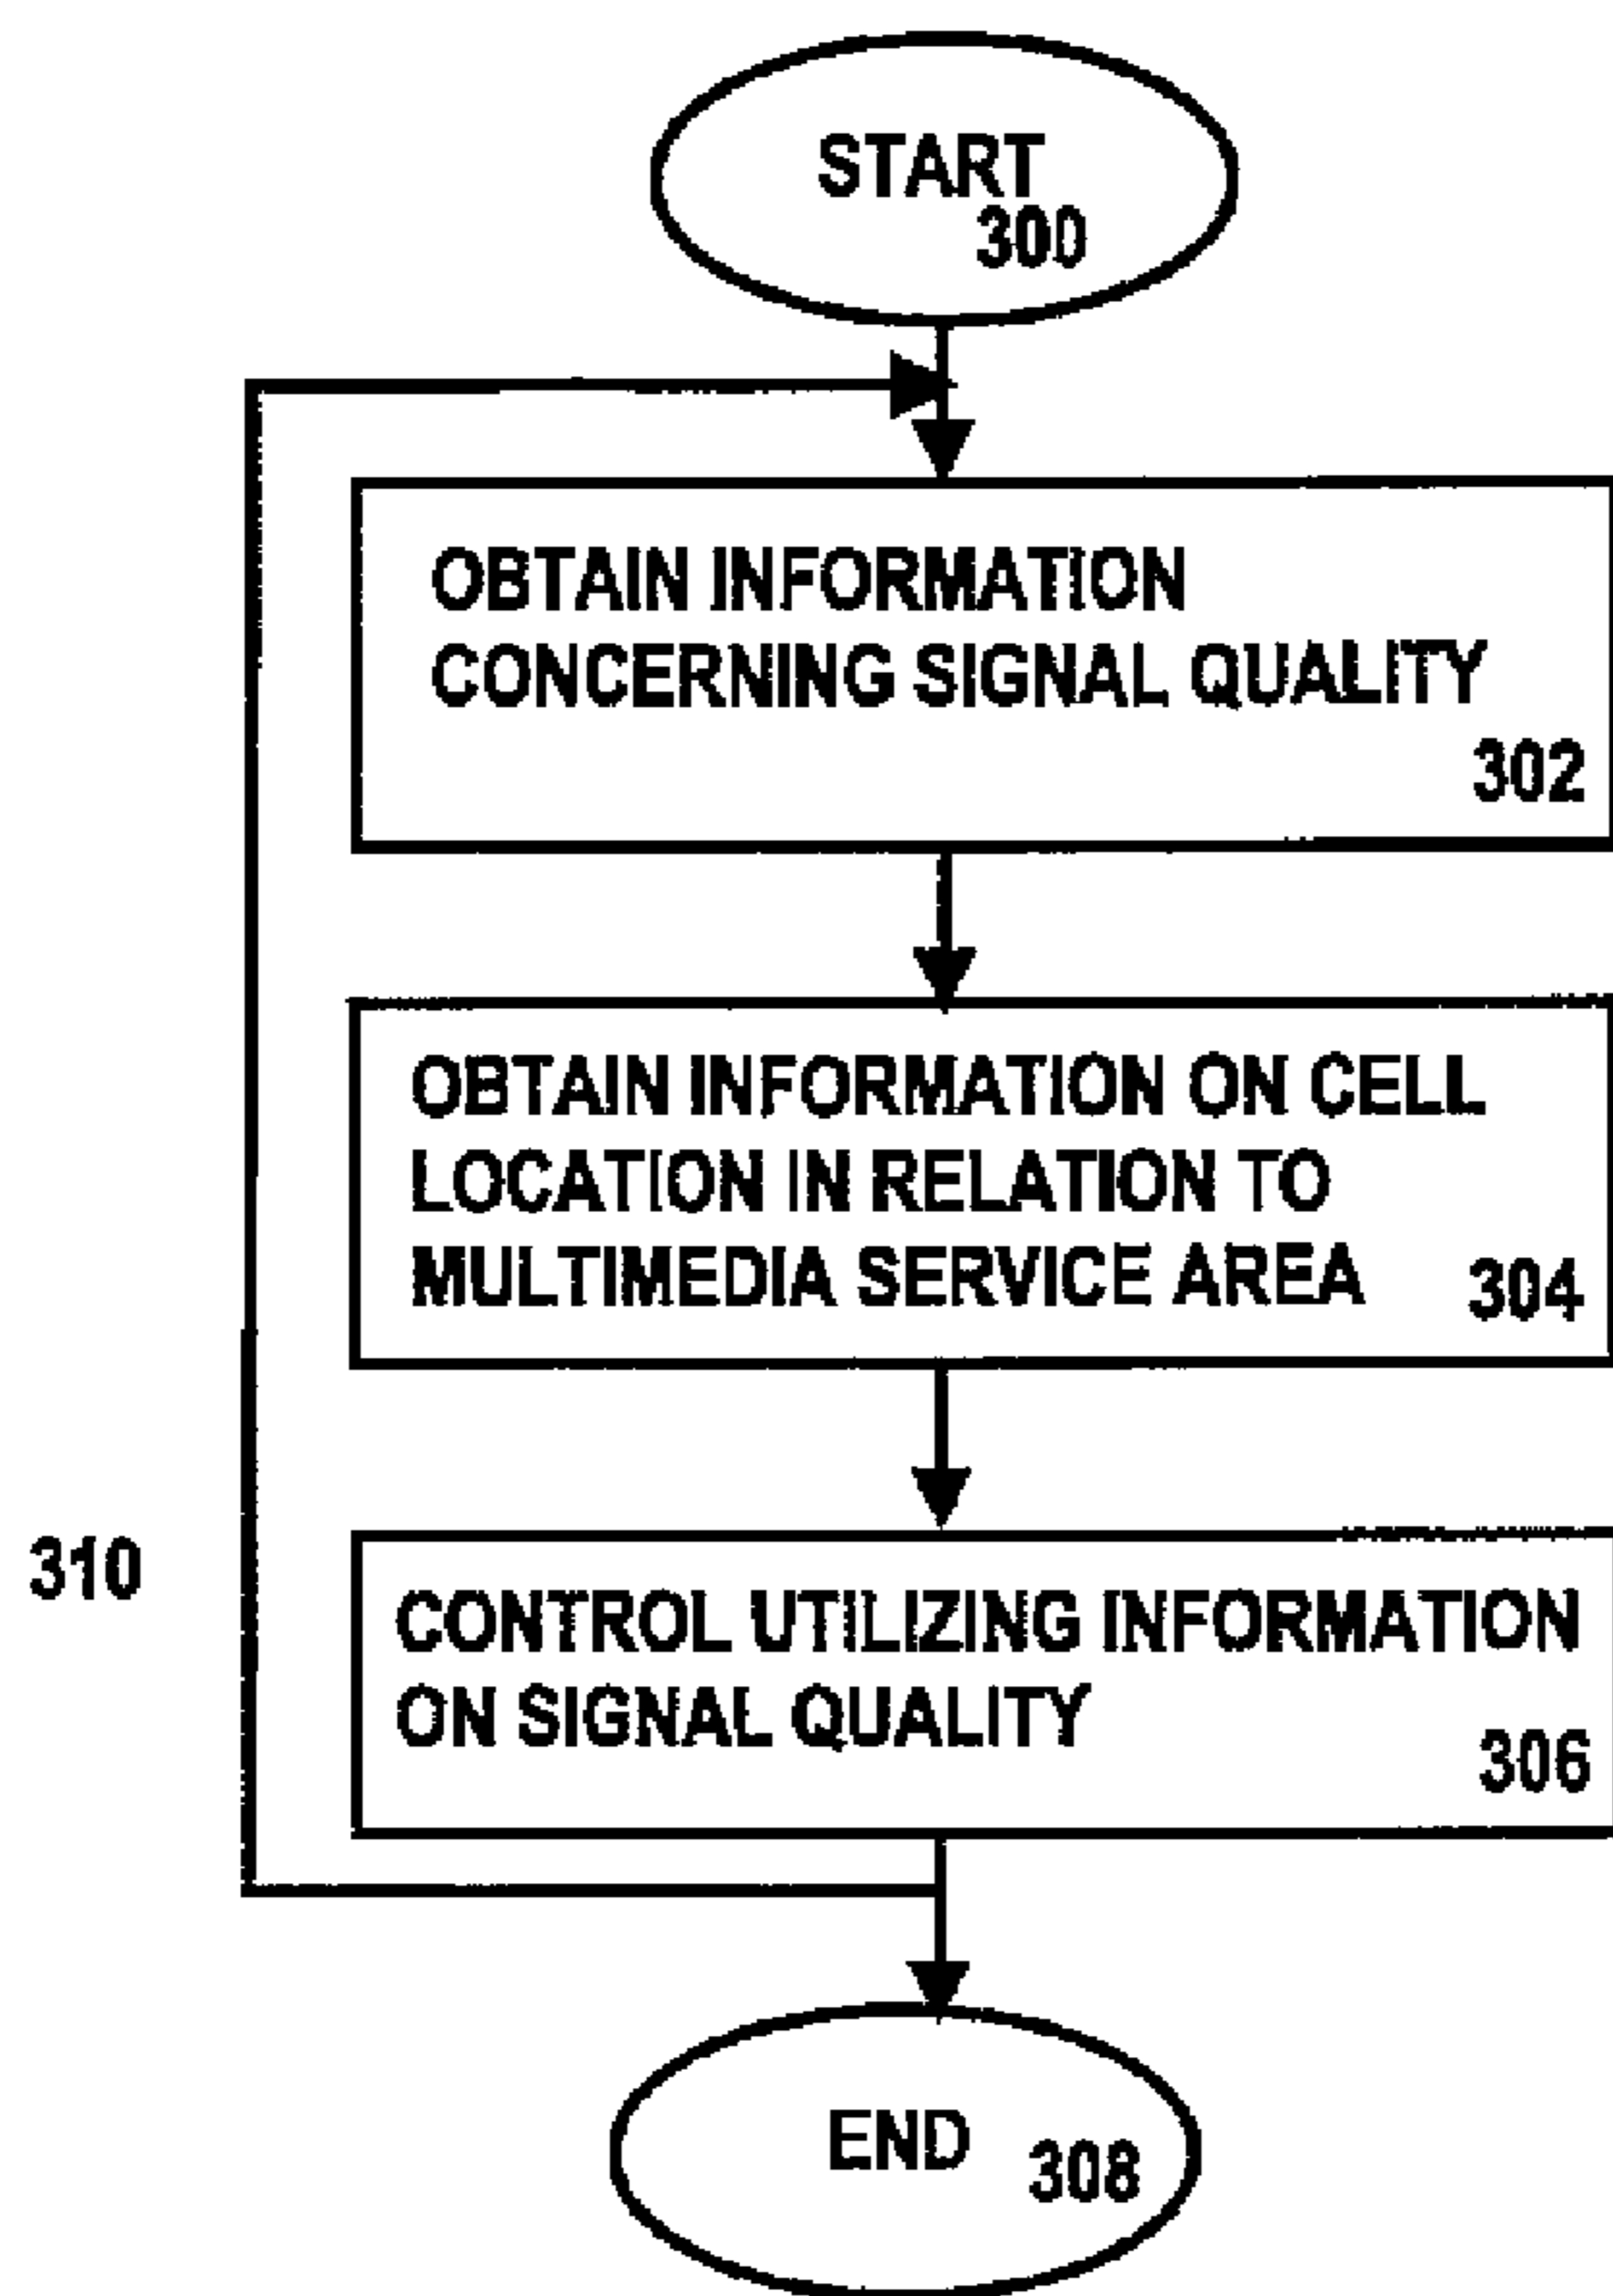 START
300
OBTAIN INFORMATION
CONCERNING SIGNAL QUALITY
302
OBTAIN INFORMATION ON CELL
LOCATION IN RELATION TO
MULTIMEDIA SERVICE AREA
304
310
CONTROL UTILIZING INFORMATION
ON SIGNAL QUALITY
306
END
308